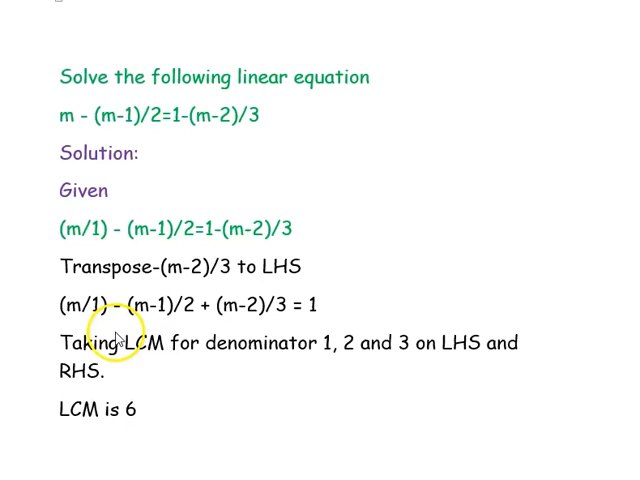 Solve the following linear equation
m - (m-1)/2=1-(m-2)/3
Solution:
Given
(m/1) - (m-1)/2=1-(m-2)/3
Transpose-(m-2)/3 to LHS
(m/1) - (m-1)/2 + (m-2)/3 = 1
Taking LCM for denominator 1, 2 and 3 on LHS and
RHS.
LCM is 6